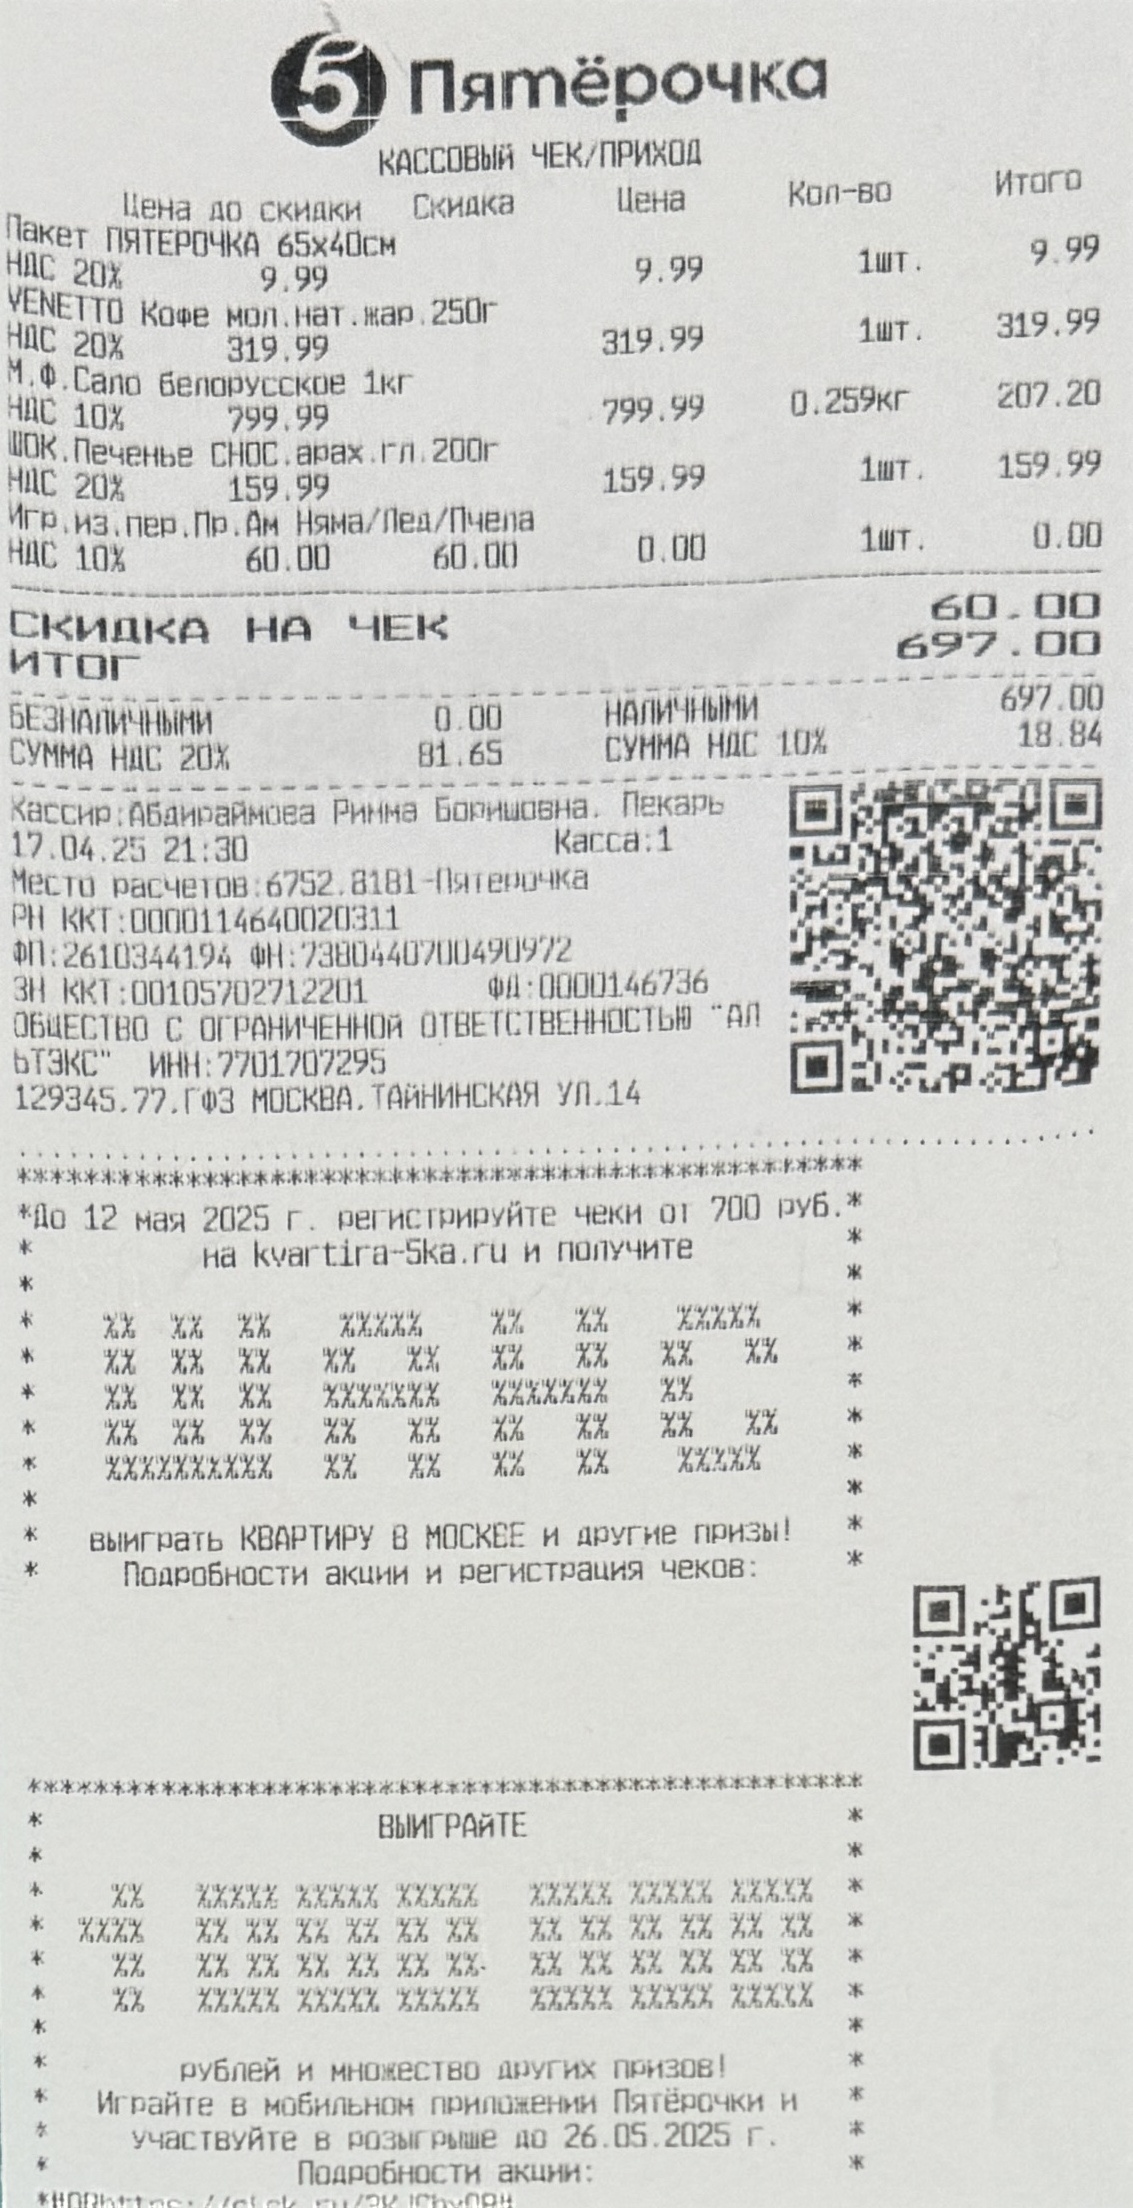 5 Пятёрочка
КАССОВЫЙ ЧЕК/ПРИХОД
Цена до скидки Скидка Цена Кол-во Итого
Пакет ПЯТЕРОЧКА 65х40см
НДС 20% 9.99 9.99 1шт. 9.99
VENETTO Кофе мол.нат.жар.250г
НДС 20% 319.99 319.99 1шт. 319.99
М.Ф.Сало белорусское 1кг
НДС 10% 799.99 799.99 0.259кг 207.20
ШОК.Печенье СНОС.арах.гл.200г
НДС 20% 159.99 159.99 1шт. 159.99
Игр.из.пер.Пр.Ам Няма/Лед/Пчела
НДС 10% 60.00 60.00 0.00 1шт. 0.00
СКИДКА НА ЧЕК 60.00
ИТОГ 697.00
БЕЗНАЛИЧНЫМИ 0.00 НАЛИЧНЫМИ 697.00
СУММА НДС 20% 81.65 СУММА НДС 10% 18.84
Кассир:Абдираймова Римма Боришовна. Пекарь
17.04.25 21:30 Касса:1
Место расчетов:6752.8181-Пятерочка
РН ККТ:0000114640020311
ФП:2610344194 ФН:7380440700490972
ЗН ККТ:00105702712201 ФД:0000146736
ОБЩЕСТВО С ОГРАНИЧЕННОЙ ОТВЕТСТВЕННОСТЬЮ "АЛ
ЬТЭКС" ИНН:7701707295
129345.77.ГФЗ МОСКВА.ТАЙНИНСКАЯ УЛ.14
*До 12 мая 2025 г. регистрируйте чеки от 700 руб.*
* на kvartira-5ka.ru и получите *
ШАНС
* выиграть КВАРТИРУ В МОСКВЕ и другие призы! *
* Подробности акции и регистрация чеков: *
* ВЫИГРАЙТЕ *
1 000 000
* рублей и множество других призов! *
* Играйте в мобильном приложении Пятёрочки и *
* участвуйте в розыгрыше до 26.05.2025 г. *
* Подробности акции: *